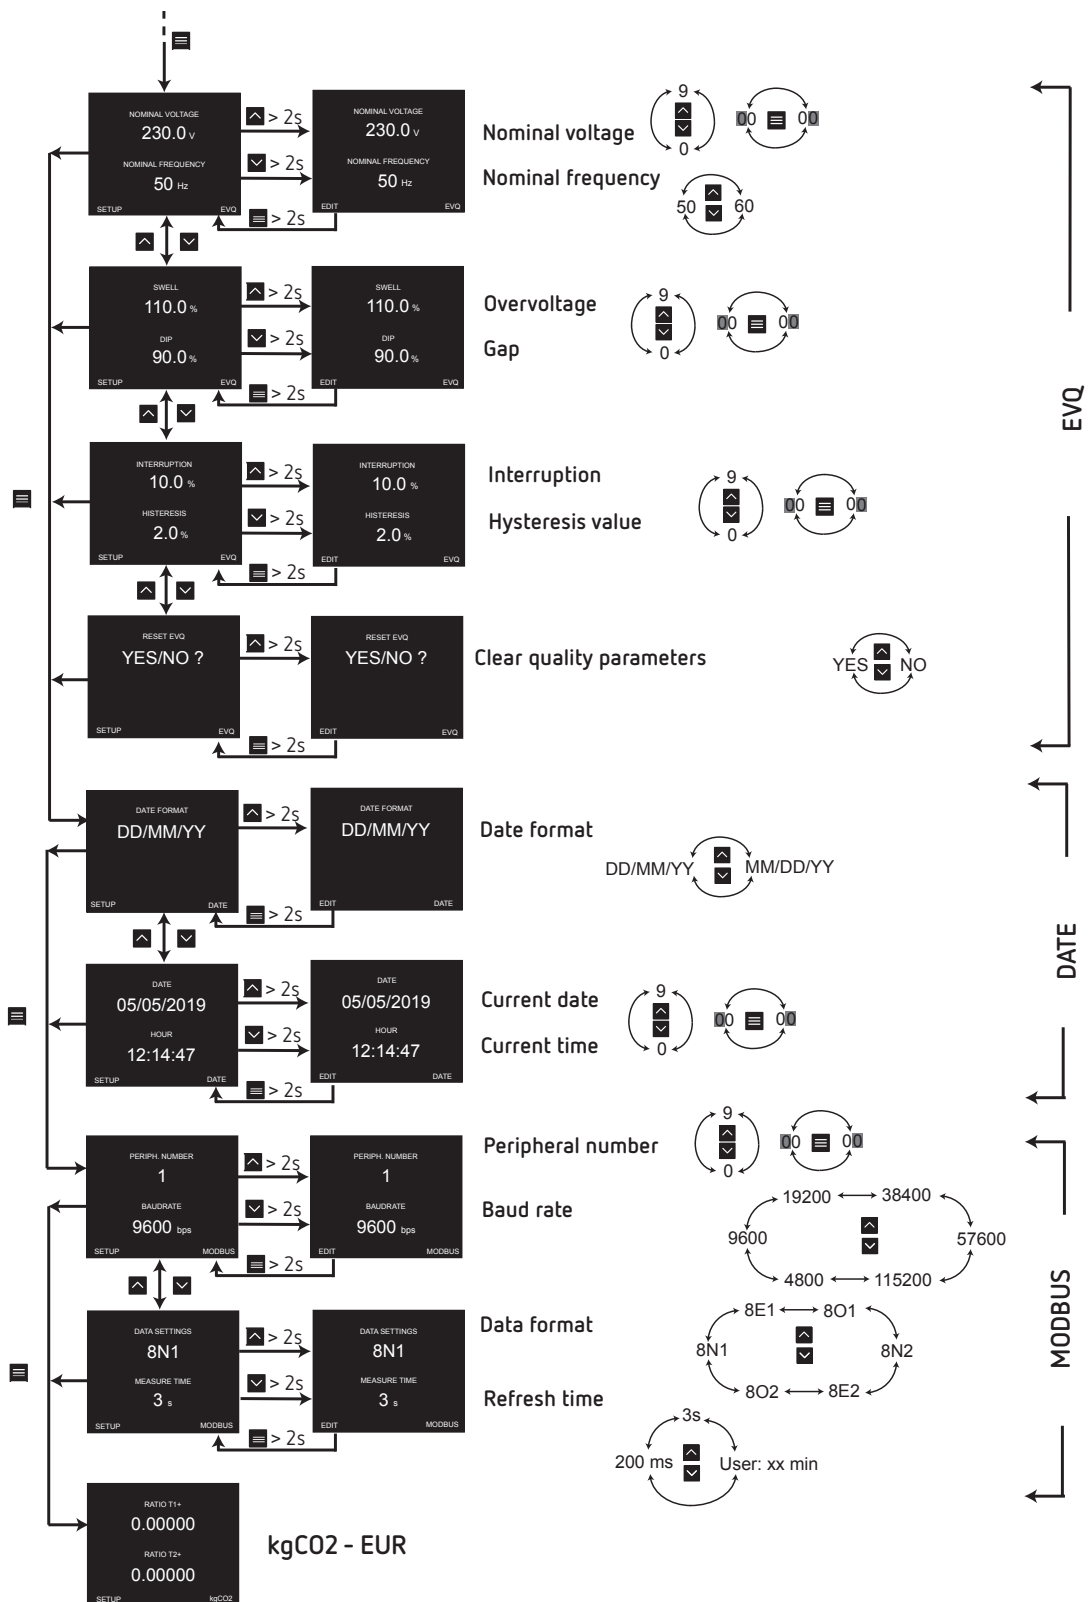 NOMINAL VOLTAGE
230.0 V
NOMINAL FREQUENCY
50 Hz
SETUP EVQ
> 2s
> 2s
> 2s
NOMINAL VOLTAGE
230.0 V
NOMINAL FREQUENCY
50 Hz
EDIT EVQ
Nominal voltage
Nominal frequency
9
0
00 00
50 60
SWELL
110.0 %
DIP
90.0 %
SETUP EVQ
> 2s
> 2s
> 2s
SWELL
110.0 %
DIP
90.0 %
EDIT EVQ
Overvoltage
Gap
9
0
00 00
EVQ
INTERRUPTION
10.0 %
HISTERESIS
2.0 %
SETUP EVQ
> 2s
> 2s
> 2s
INTERRUPTION
10.0 %
HISTERESIS
2.0 %
EDIT EVQ
Interruption
Hysteresis value
9
0
00 00
RESET EVQ
YES/NO ?
SETUP EVQ
> 2s
> 2s
RESET EVQ
YES/NO ?
EDIT EVQ
Clear quality parameters
YES NO
DATE FORMAT
DD/MM/YY
SETUP DATE
> 2s
> 2s
DATE FORMAT
DD/MM/YY
EDIT DATE
Date format
DD/MM/YY MM/DD/YY
DATE
DATE
05/05/2019
HOUR
12:14:47
SETUP DATE
> 2s
> 2s
> 2s
DATE
05/05/2019
HOUR
12:14:47
EDIT DATE
Current date
Current time
9
0
00 00
PERIPH. NUMBER
1
BAUDRATE
9600 bps
SETUP MODBUS
> 2s
> 2s
> 2s
PERIPH. NUMBER
1
BAUDRATE
9600 bps
EDIT MODBUS
Peripheral number
Baud rate
9
0
00 00
19200 38400
9600 57600
4800 115200
MODBUS
DATA SETTINGS
8N1
MEASURE TIME
3 s
SETUP MODBUS
> 2s
> 2s
> 2s
DATA SETTINGS
8N1
MEASURE TIME
3 s
EDIT MODBUS
Data format
Refresh time
8E1 8O1
8N1 8N2
8O2 8E2
3s
200 ms User: xx min
RATIO T1+
0.00000
RATIO T2+
0.00000
SETUP kgCO2
kgCO2 - EUR